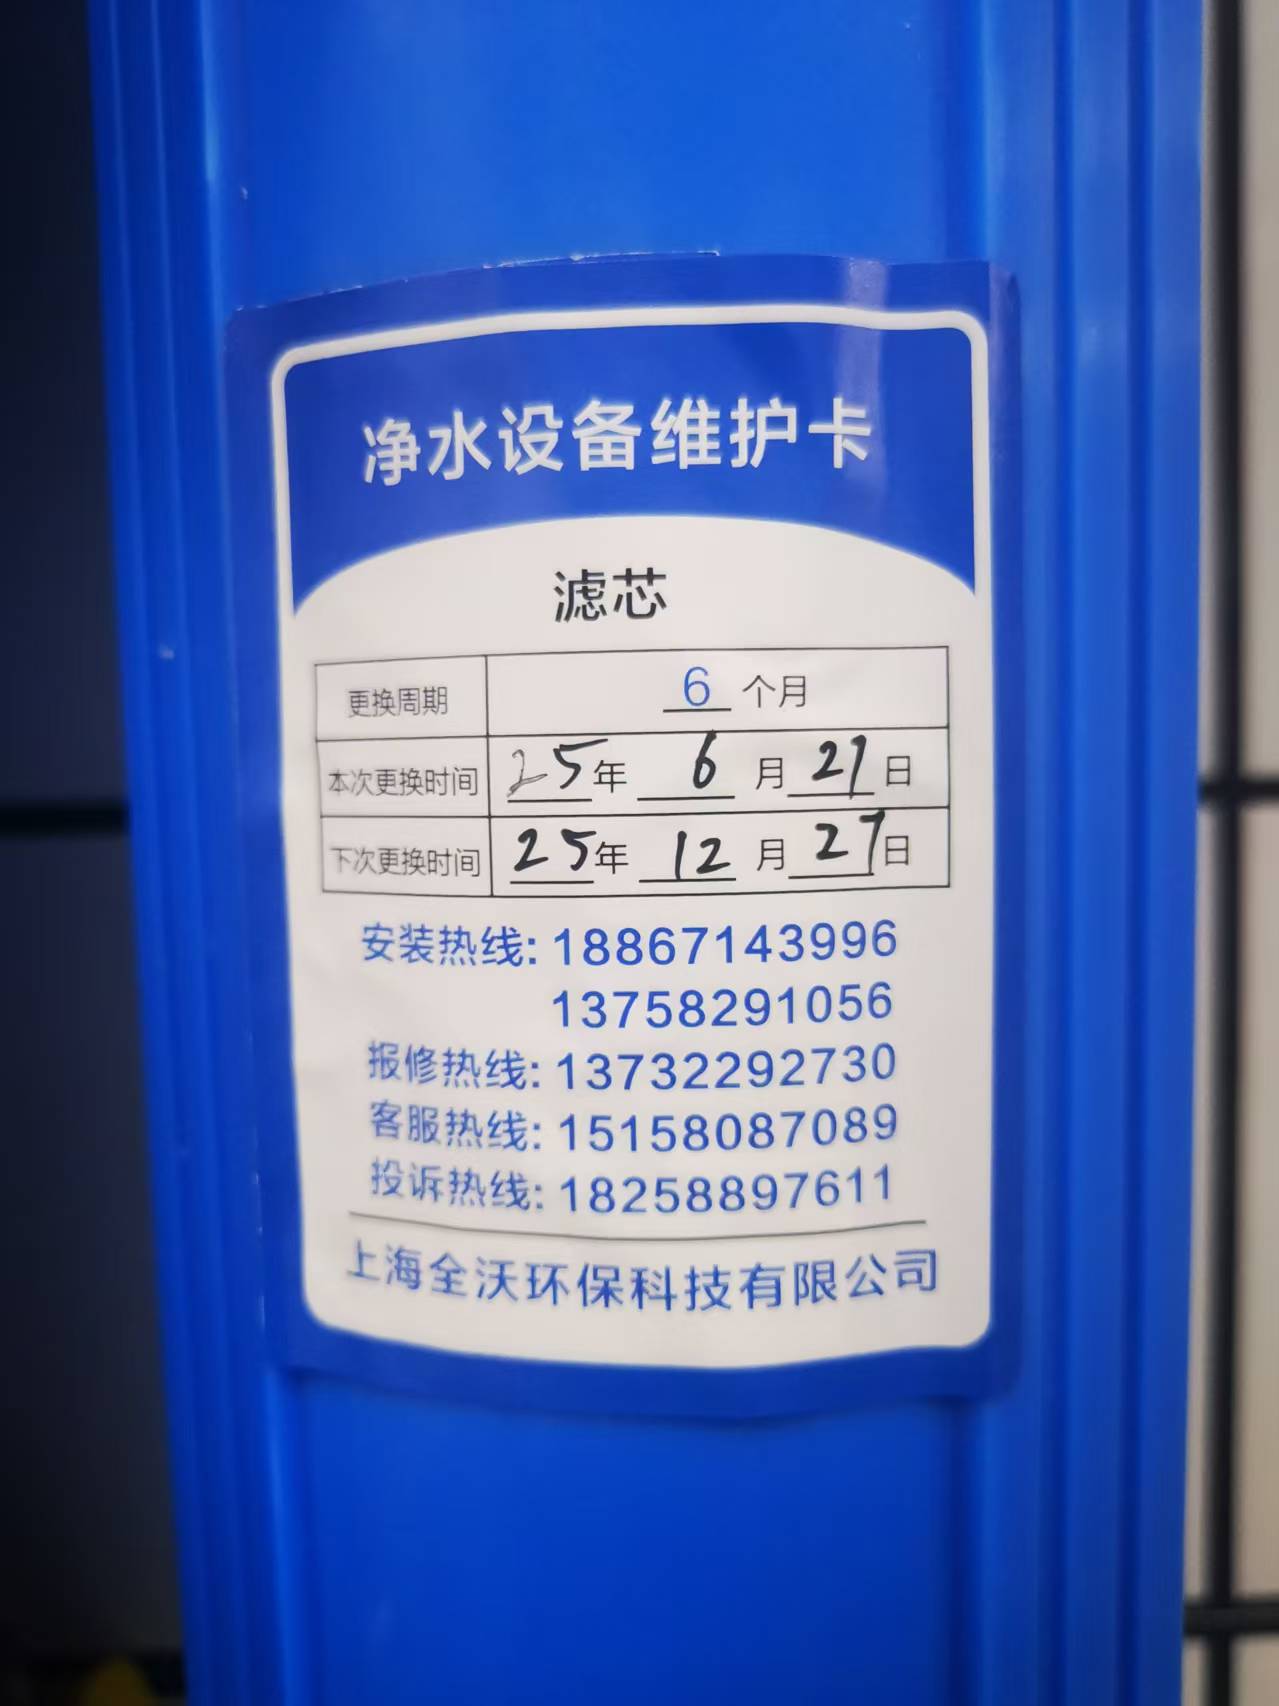 净水设备维护卡
滤芯
更换周期 6 个月
本次更换时间 25年 6 月 27 日
下次更换时间 25年 12 月 27 日
安装热线: 18867143996
13758291056
报修热线: 13732292730
客服热线: 15158087089
投诉热线: 18258897611
上海全沃环保科技有限公司